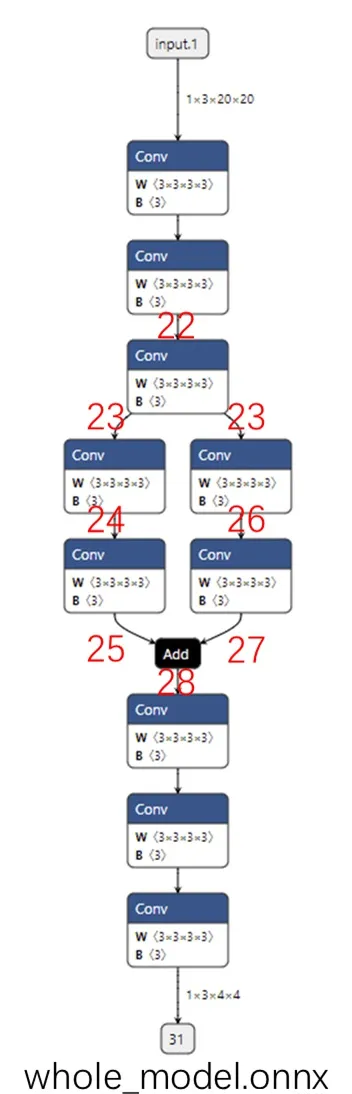 input.1
1×3×20×20
Conv
W ⟨3×3×3×3⟩
B ⟨3⟩
Conv
W ⟨3×3×3×3⟩
B ⟨3⟩
22
Conv
W ⟨3×3×3×3⟩
B ⟨3⟩
23 23
Conv Conv
W ⟨3×3×3×3⟩ W ⟨3×3×3×3⟩
B ⟨3⟩ B ⟨3⟩
24 26
Conv Conv
W ⟨3×3×3×3⟩ W ⟨3×3×3×3⟩
B ⟨3⟩ B ⟨3⟩
25 Add 27
28
Conv
W ⟨3×3×3×3⟩
B ⟨3⟩
Conv
W ⟨3×3×3×3⟩
B ⟨3⟩
Conv
W ⟨3×3×3×3⟩
B ⟨3⟩
1×3×4×4
31
whole_model.onnx